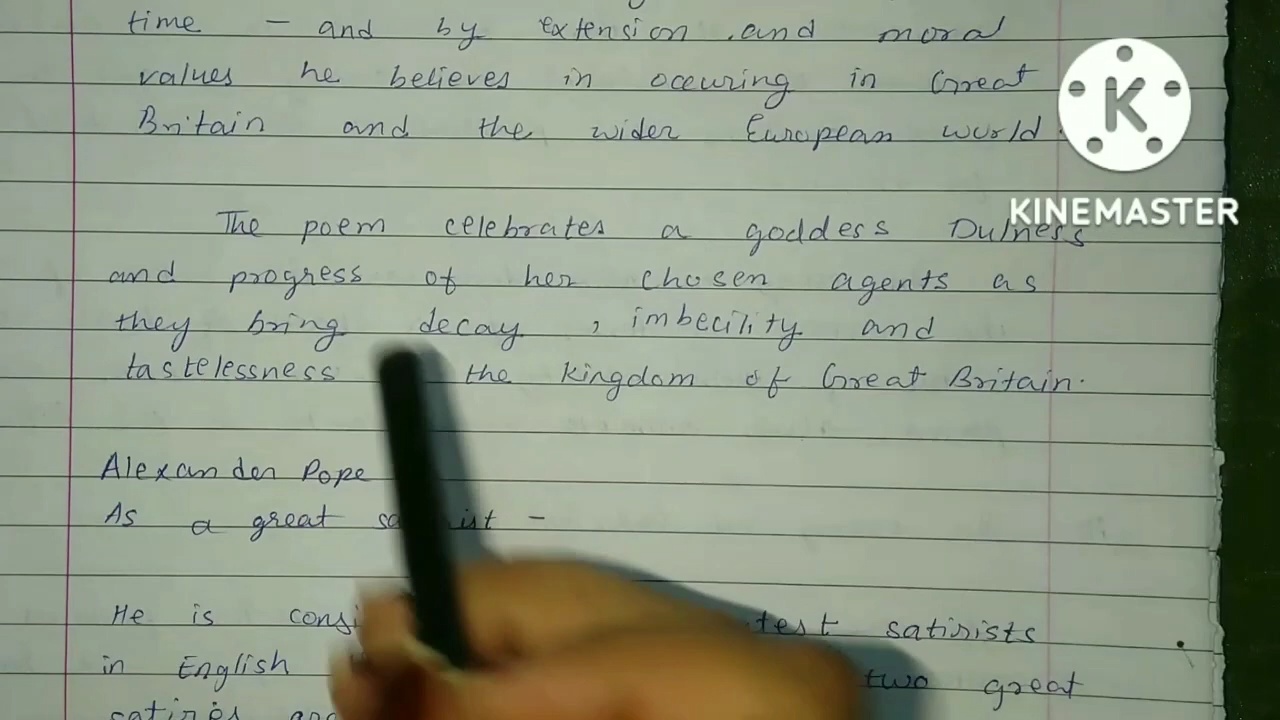 time - and by extension and moral
values he believes in occuring in Great
Britain and the wider European world.
KINEMASTER
The poem celebrates a goddess Dulness
and progress of her chosen agents as
they bring decay, imbecility and
tastelessness the kingdom of Great Britain.
Alexander Pope
As a great -
He is satirists
in English two great